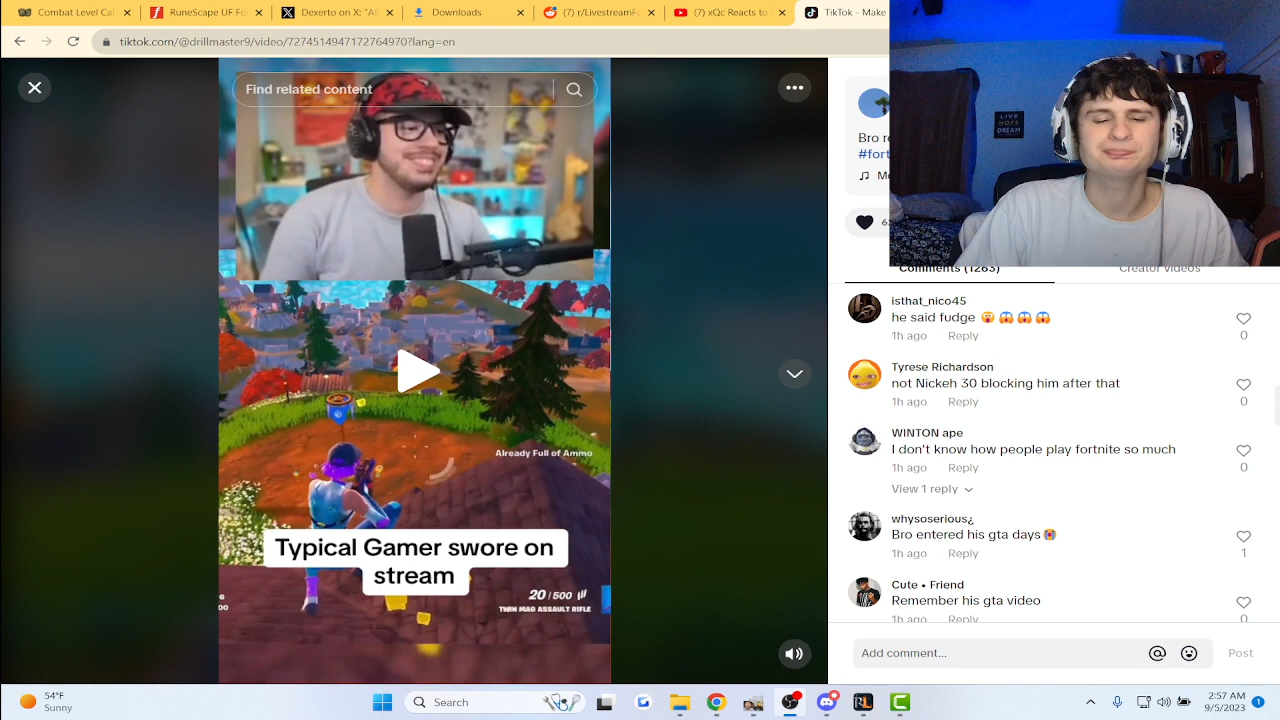 Combat Level Cal
RuneScape UF Fo
Dexerto on X: "Af
Downloads
(7) r/LivestreamFa
(7) xQc Reacts to
TikTok - Make
tiktok.com/@drillmaster9/video/7274514947172764970?lang=en
Find related content
LIVE
HOPE
DREAM
Bro
#fort
Comments (1263)
Creator videos
isthat_nico45
he said fudge 😨😱😱😱
1h ago Reply
0
Tyrese Richardson
not Nickeh 30 blocking him after that
1h ago Reply
0
WINTON ape
I don't know how people play fortnite so much
1h ago Reply
0
View 1 reply
whysoserious¿
Bro entered his gta days😭
1h ago Reply
1
Cute • Friend
Remember his gta video
1h ago Reply
0
Already Full of Ammo
Typical Gamer swore on
stream
20 / 500
TWIN MAG ASSAULT RIFLE
Add comment...
Post
54°F
Sunny
Search
2:57 AM
9/5/2023
1